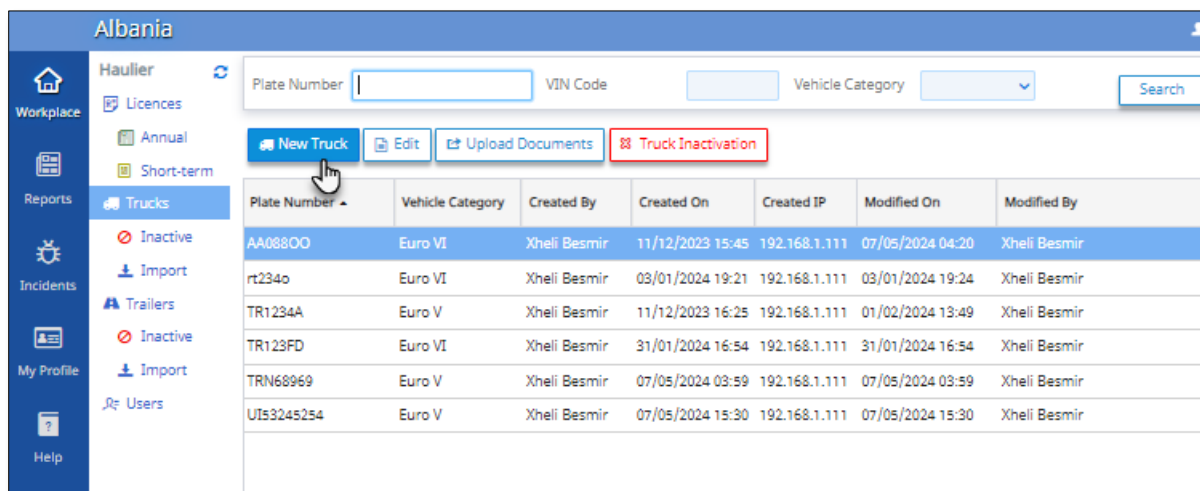 Albania
Workplace
Reports
Incidents
My Profile
Help
Haulier
Licences
Annual
Short-term
Trucks
Inactive
Import
Trailers
Inactive
Import
Users
Plate Number VIN Code Vehicle Category Search
New Truck Edit Upload Documents Truck Inactivation
Plate Number Vehicle Category Created By Created On Created IP Modified On Modified By
AA088OO Euro VI Xheli Besmir 11/12/2023 15:45 192.168.1.111 07/05/2024 04:20 Xheli Besmir
rt234o Euro VI Xheli Besmir 03/01/2024 19:21 192.168.1.111 03/01/2024 19:24 Xheli Besmir
TR1234A Euro V Xheli Besmir 11/12/2023 16:25 192.168.1.111 01/02/2024 13:49 Xheli Besmir
TR123FD Euro VI Xheli Besmir 31/01/2024 16:54 192.168.1.111 31/01/2024 16:54 Xheli Besmir
TRN68969 Euro V Xheli Besmir 07/05/2024 03:59 192.168.1.111 07/05/2024 03:59 Xheli Besmir
UI53245254 Euro V Xheli Besmir 07/05/2024 15:30 192.168.1.111 07/05/2024 15:30 Xheli Besmir